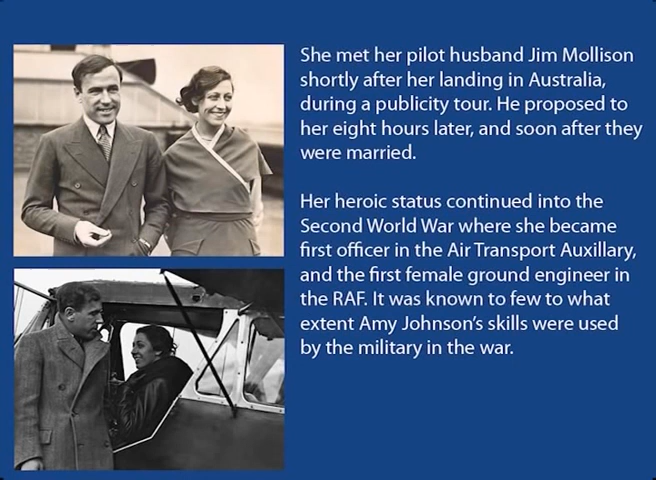 She met her pilot husband Jim Mollison
shortly after her landing in Australia,
during a publicity tour. He proposed to
her eight hours later, and soon after they
were married.
Her heroic status continued into the
Second World War where she became
first officer in the Air Transport Auxillary,
and the first female ground engineer in
the RAF. It was known to few to what
extent Amy Johnson's skills were used
by the military in the war.